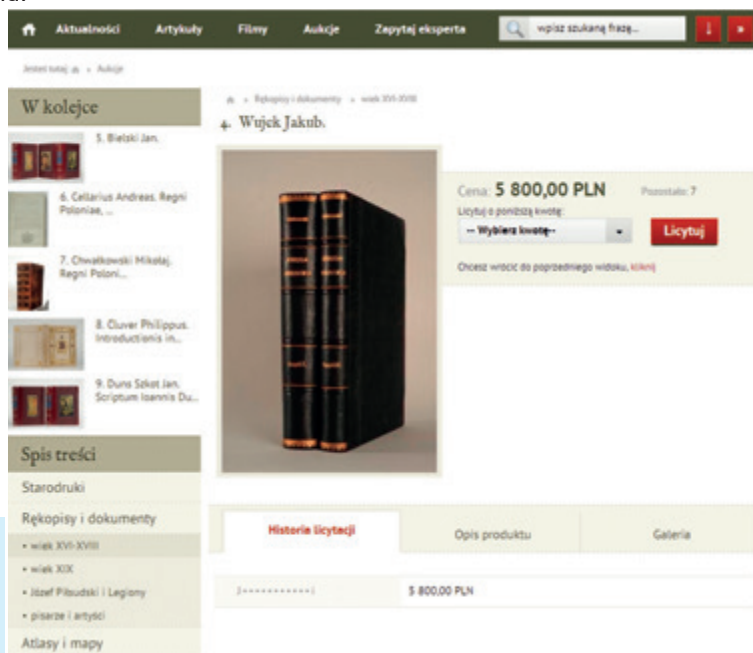 Aktualności Artykuły Filmy Aukcje Zapytaj eksperta wpisz szukaną frazę...
Jesteś tutaj: » Aukcje
W kolejce
5. Bielski Jan.
6. Cellarius Andreas. Regni
Poloniae, ...
7. Chwałkowski Mikołaj.
Regni Poloni...
8. Cluver Philippus.
Introductionis in...
9. Duns Szkot Jan.
Scriptum Ioannis Du...
Spis treści
Starodruki
Rękopisy i dokumenty
• wiek XVI-XVIII
• wiek XIX
• Józef Piłsudski i Legiony
• pisarze i artyści
Atlasy i mapy
» Rękopisy i dokumenty » wiek XVI-XVIII
4. Wujek Jakub.
Cena: 5 800,00 PLN Pozostało: 7
Licytuj o poniższą kwotę:
-- Wybierz kwotę-- Licytuj
Chcesz wrócić do poprzedniego widoku, kliknij
Historia licytacji Opis produktu Galeria
5 800,00 PLN